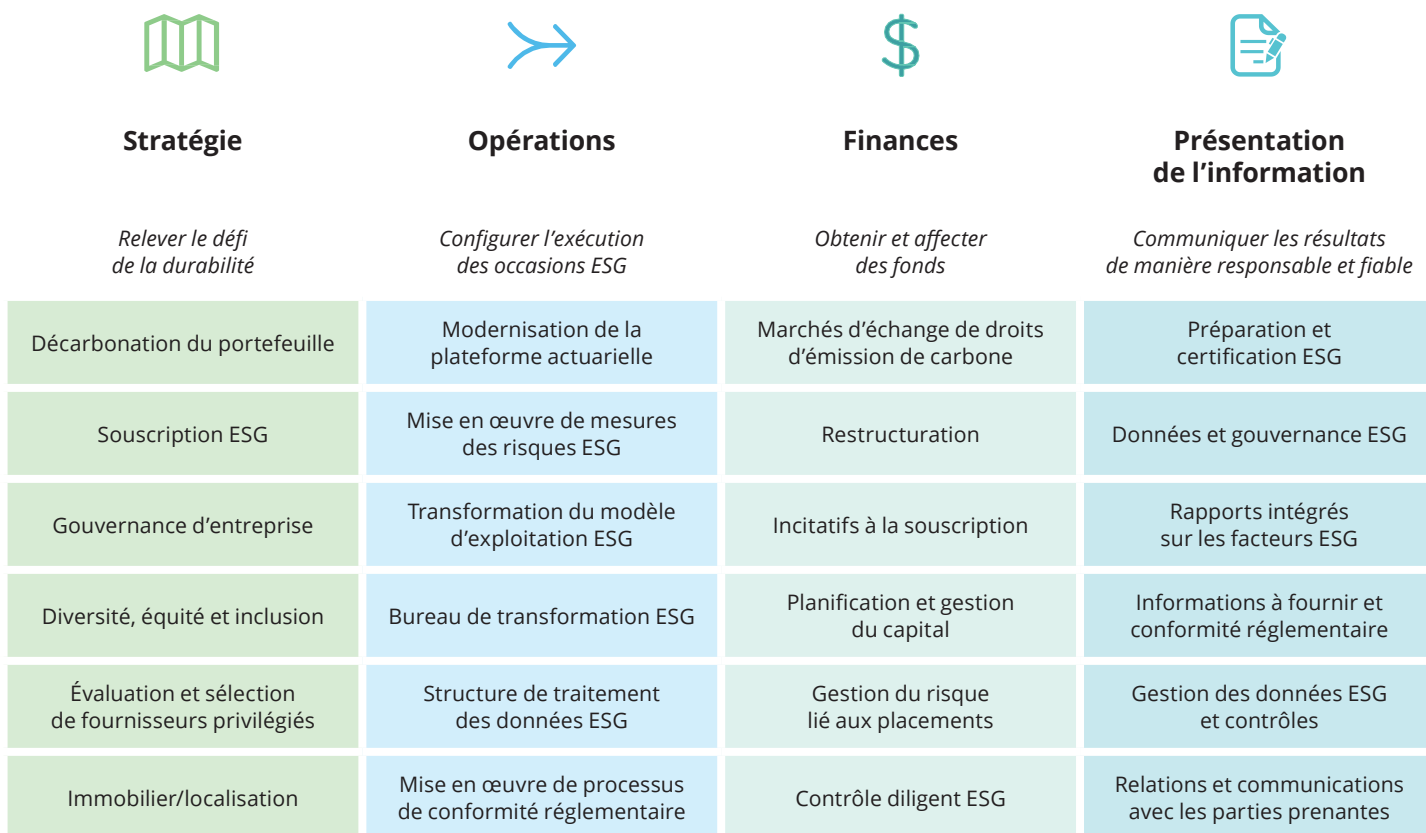 Stratégie
Opérations
Finances
Présentation
de l’information
Relever le défi
de la durabilité
Configurer l’exécution
des occasions ESG
Obtenir et affecter
des fonds
Communiquer les résultats
de manière responsable et fiable
Décarbonation du portefeuille
Modernisation de la
plateforme actuarielle
Marchés d’échange de droits
d’émission de carbone
Préparation et
certification ESG
Souscription ESG
Mise en œuvre de mesures
des risques ESG
Restructuration
Données et gouvernance ESG
Gouvernance d’entreprise
Transformation du modèle
d’exploitation ESG
Incitatifs à la souscription
Rapports intégrés
sur les facteurs ESG
Diversité, équité et inclusion
Bureau de transformation ESG
Planification et gestion
du capital
Informations à fournir et
conformité réglementaire
Évaluation et sélection
de fournisseurs privilégiés
Structure de traitement
des données ESG
Gestion du risque
lié aux placements
Gestion des données ESG
et contrôles
Immobilier/localisation
Mise en œuvre de processus
de conformité réglementaire
Contrôle diligent ESG
Relations et communications
avec les parties prenantes